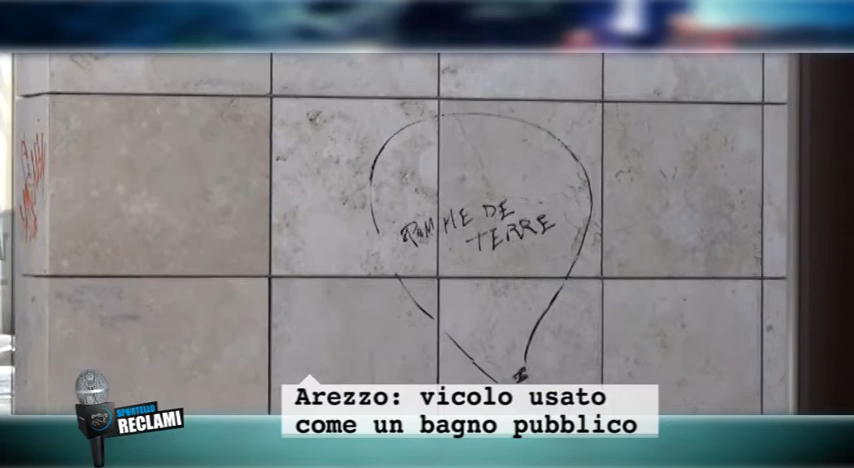 POMME DE
TERRE
Arezzo: vicolo usato
come un bagno pubblico
SPORTELLO
RECLAMI